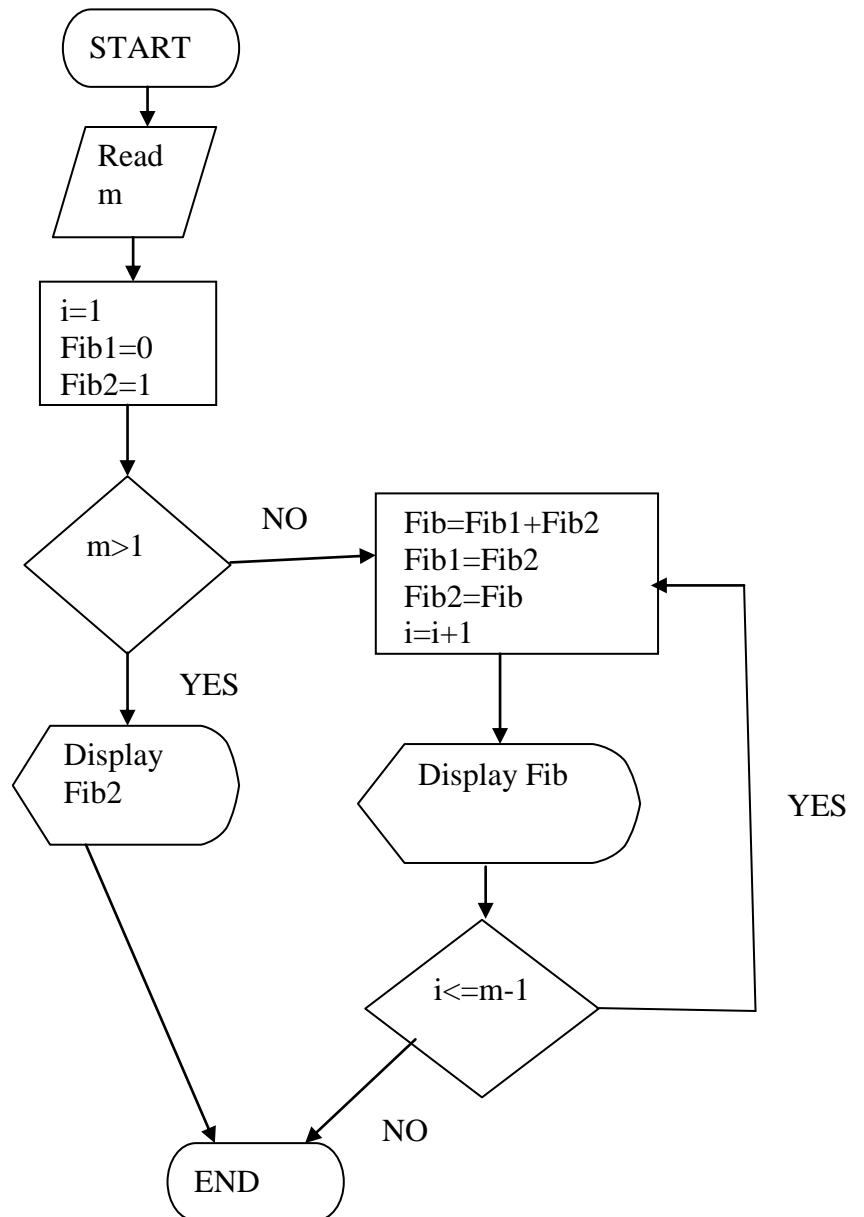 START
Read
m
i=1
Fib1=0
Fib2=1
m>1
NO
Fib=Fib1+Fib2
Fib1=Fib2
Fib2=Fib
i=i+1
YES
Display
Fib2
Display Fib
YES
i<=m-1
NO
END